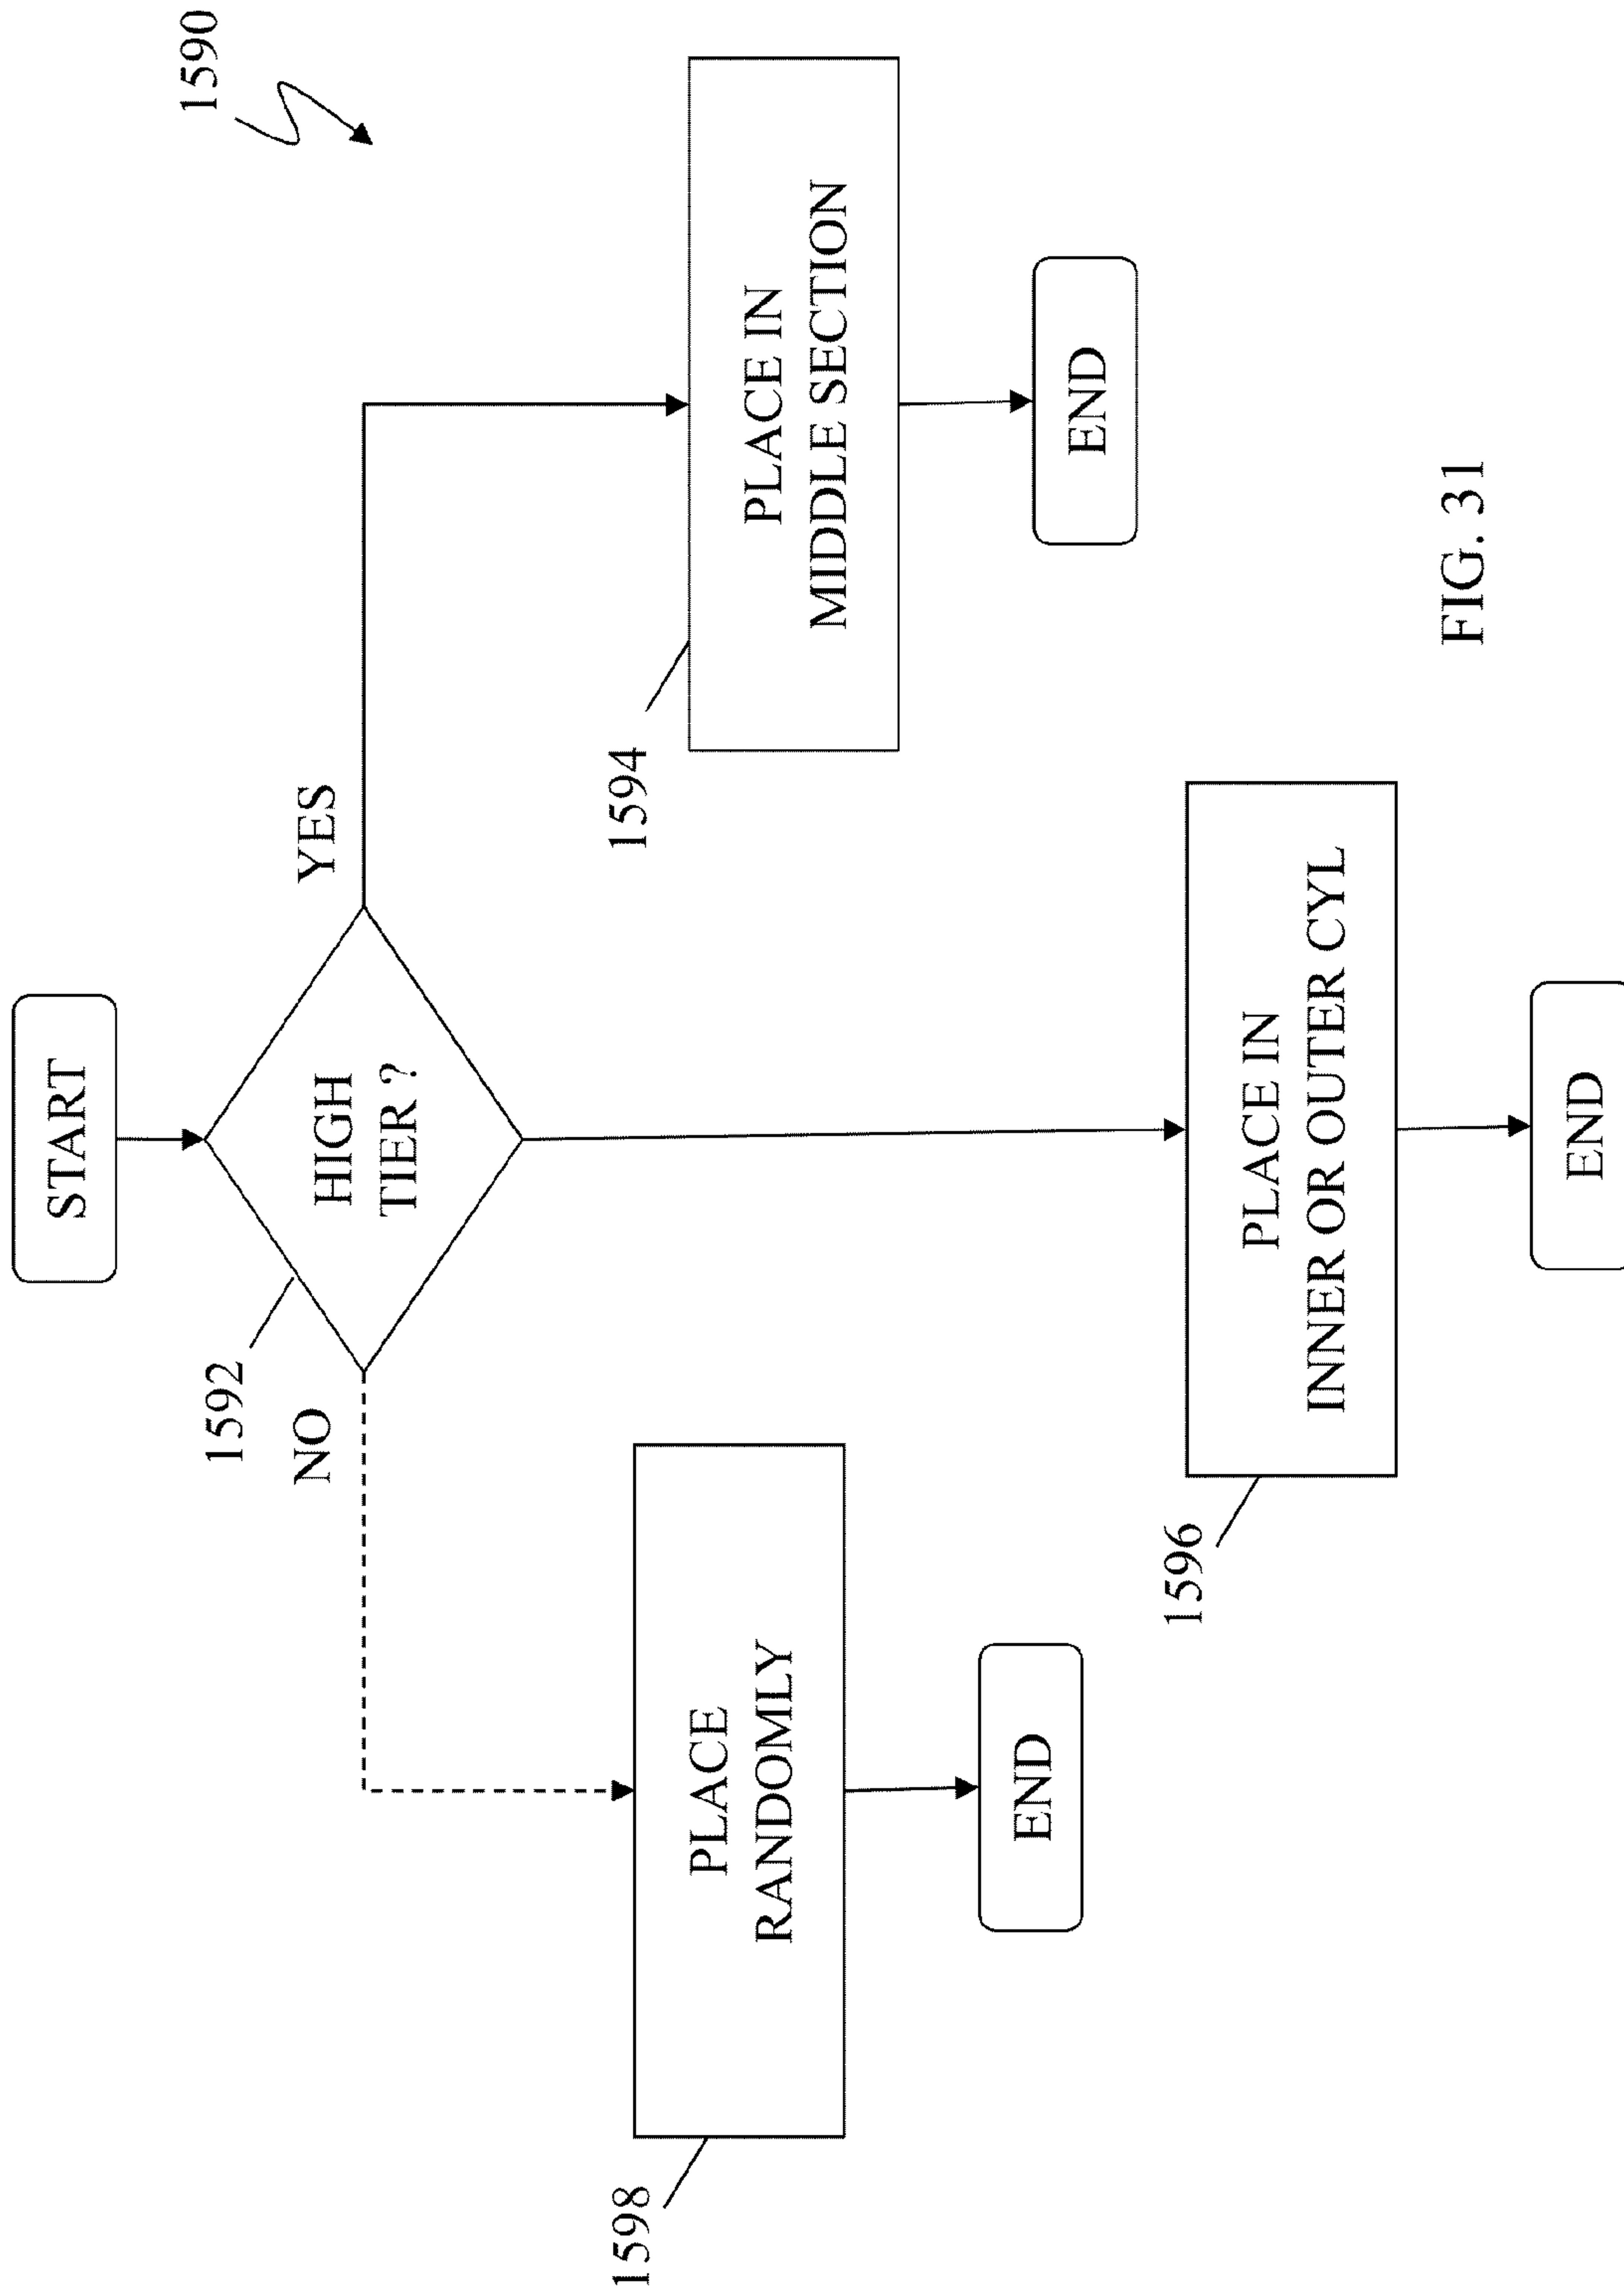 1590
START
1592
HIGH
TIER ?
NO
YES
1598
PLACE
RANDOMLY
END
1594
PLACE IN
MIDDLE SECTION
END
1596
PLACE IN
INNER OR OUTER CYL
END
FIG. 31